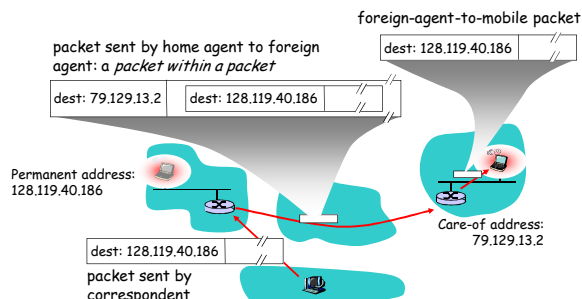 foreign-agent-to-mobile packet
dest: 128.119.40.186
packet sent by home agent to foreign
agent: a packet within a packet
dest: 79.129.13.2
dest: 128.119.40.186
Permanent address:
128.119.40.186
Care-of address:
79.129.13.2
dest: 128.119.40.186
packet sent by
correspondent